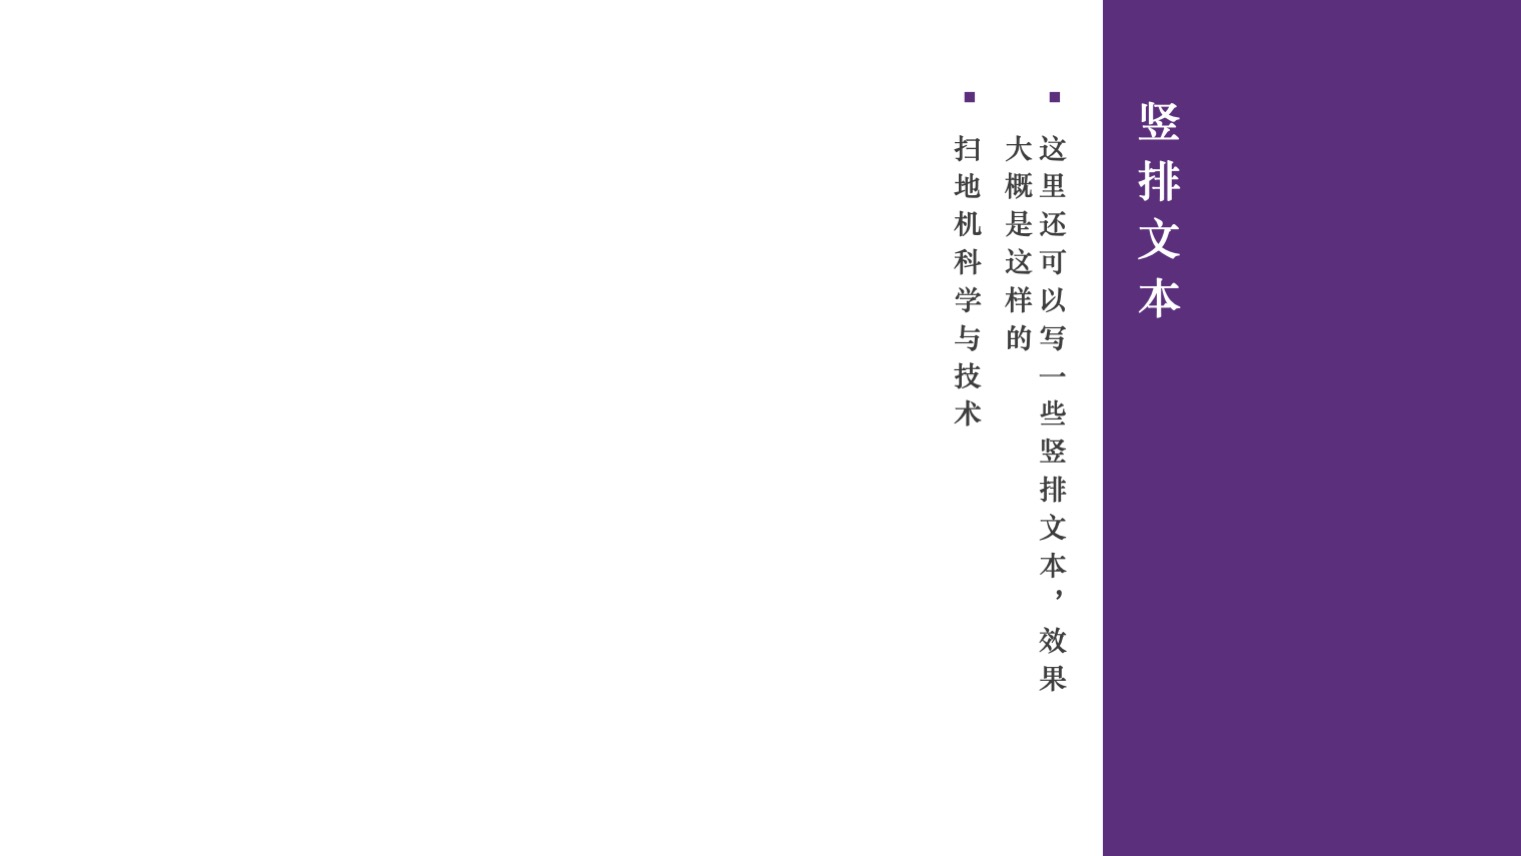 竖排文本
这里还可以写一些竖排文本，效果
大概是这样的
扫地机科学与技术